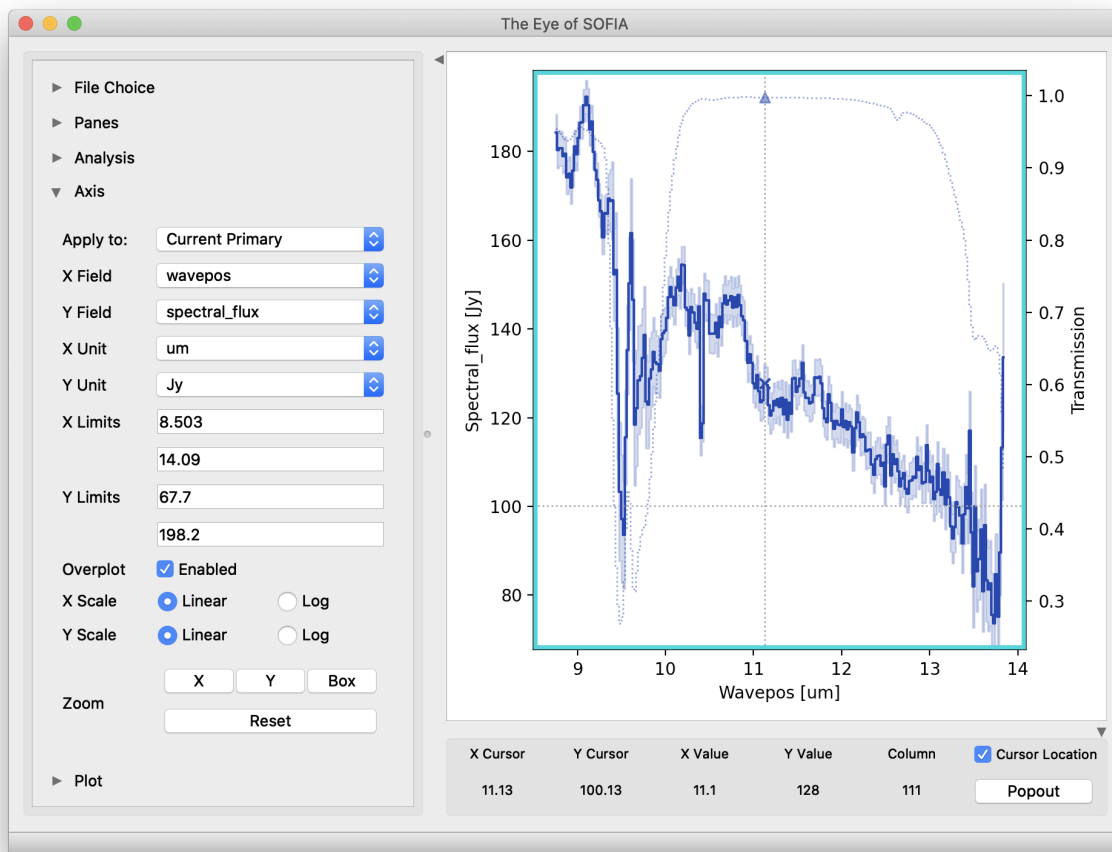 The Eye of SOFIA
File Choice
Panes
Analysis
Axis
Apply to: Current Primary
X Field wavepos
Y Field spectral_flux
X Unit um
Y Unit Jy
X Limits 8.503
14.09
Y Limits 67.7
198.2
Overplot Enabled
X Scale Linear Log
Y Scale Linear Log
Zoom X Y Box
Reset
Plot
Spectral_flux [Jy]
180
160
140
120
100
80
1.0
0.9
0.8
0.7
0.6
0.5
0.4
0.3
Transmission
9 10 11 12 13 14
Wavepos [um]
X Cursor Y Cursor X Value Y Value Column Cursor Location
11.13 100.13 11.1 128 111 Popout